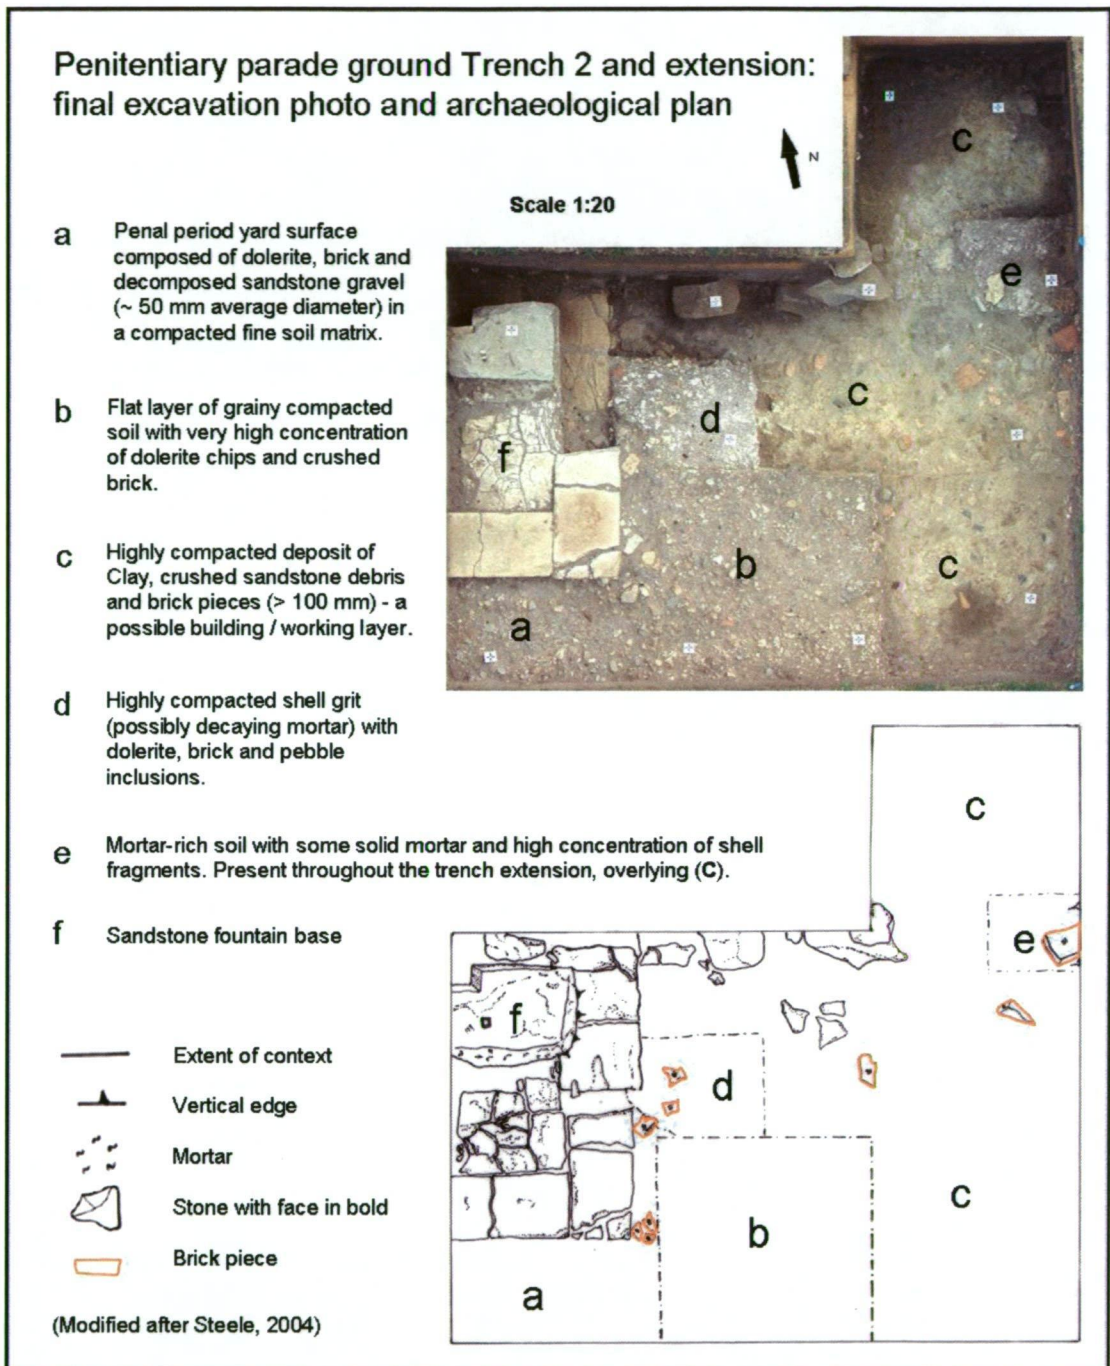 Penitentiary parade ground Trench 2 and extension:
final excavation photo and archaeological plan
N
Scale 1:20
a
Penal period yard surface
composed of dolerite, brick and
decomposed sandstone gravel
(~ 50 mm average diameter) in
a compacted fine soil matrix.
b
Flat layer of grainy compacted
soil with very high concentration
of dolerite chips and crushed
brick.
c
Highly compacted deposit of
Clay, crushed sandstone debris
and brick pieces (> 100 mm) - a
possible building / working layer.
d
Highly compacted shell grit
(possibly decaying mortar) with
dolerite, brick and pebble
inclusions.
e
Mortar-rich soil with some solid mortar and high concentration of shell
fragments. Present throughout the trench extension, overlying (C).
f
Sandstone fountain base
Extent of context
Vertical edge
Mortar
Stone with face in bold
Brick piece
(Modified after Steele, 2004)
c
e
c
d
f
b
c
a
c
e
f
d
c
b
a